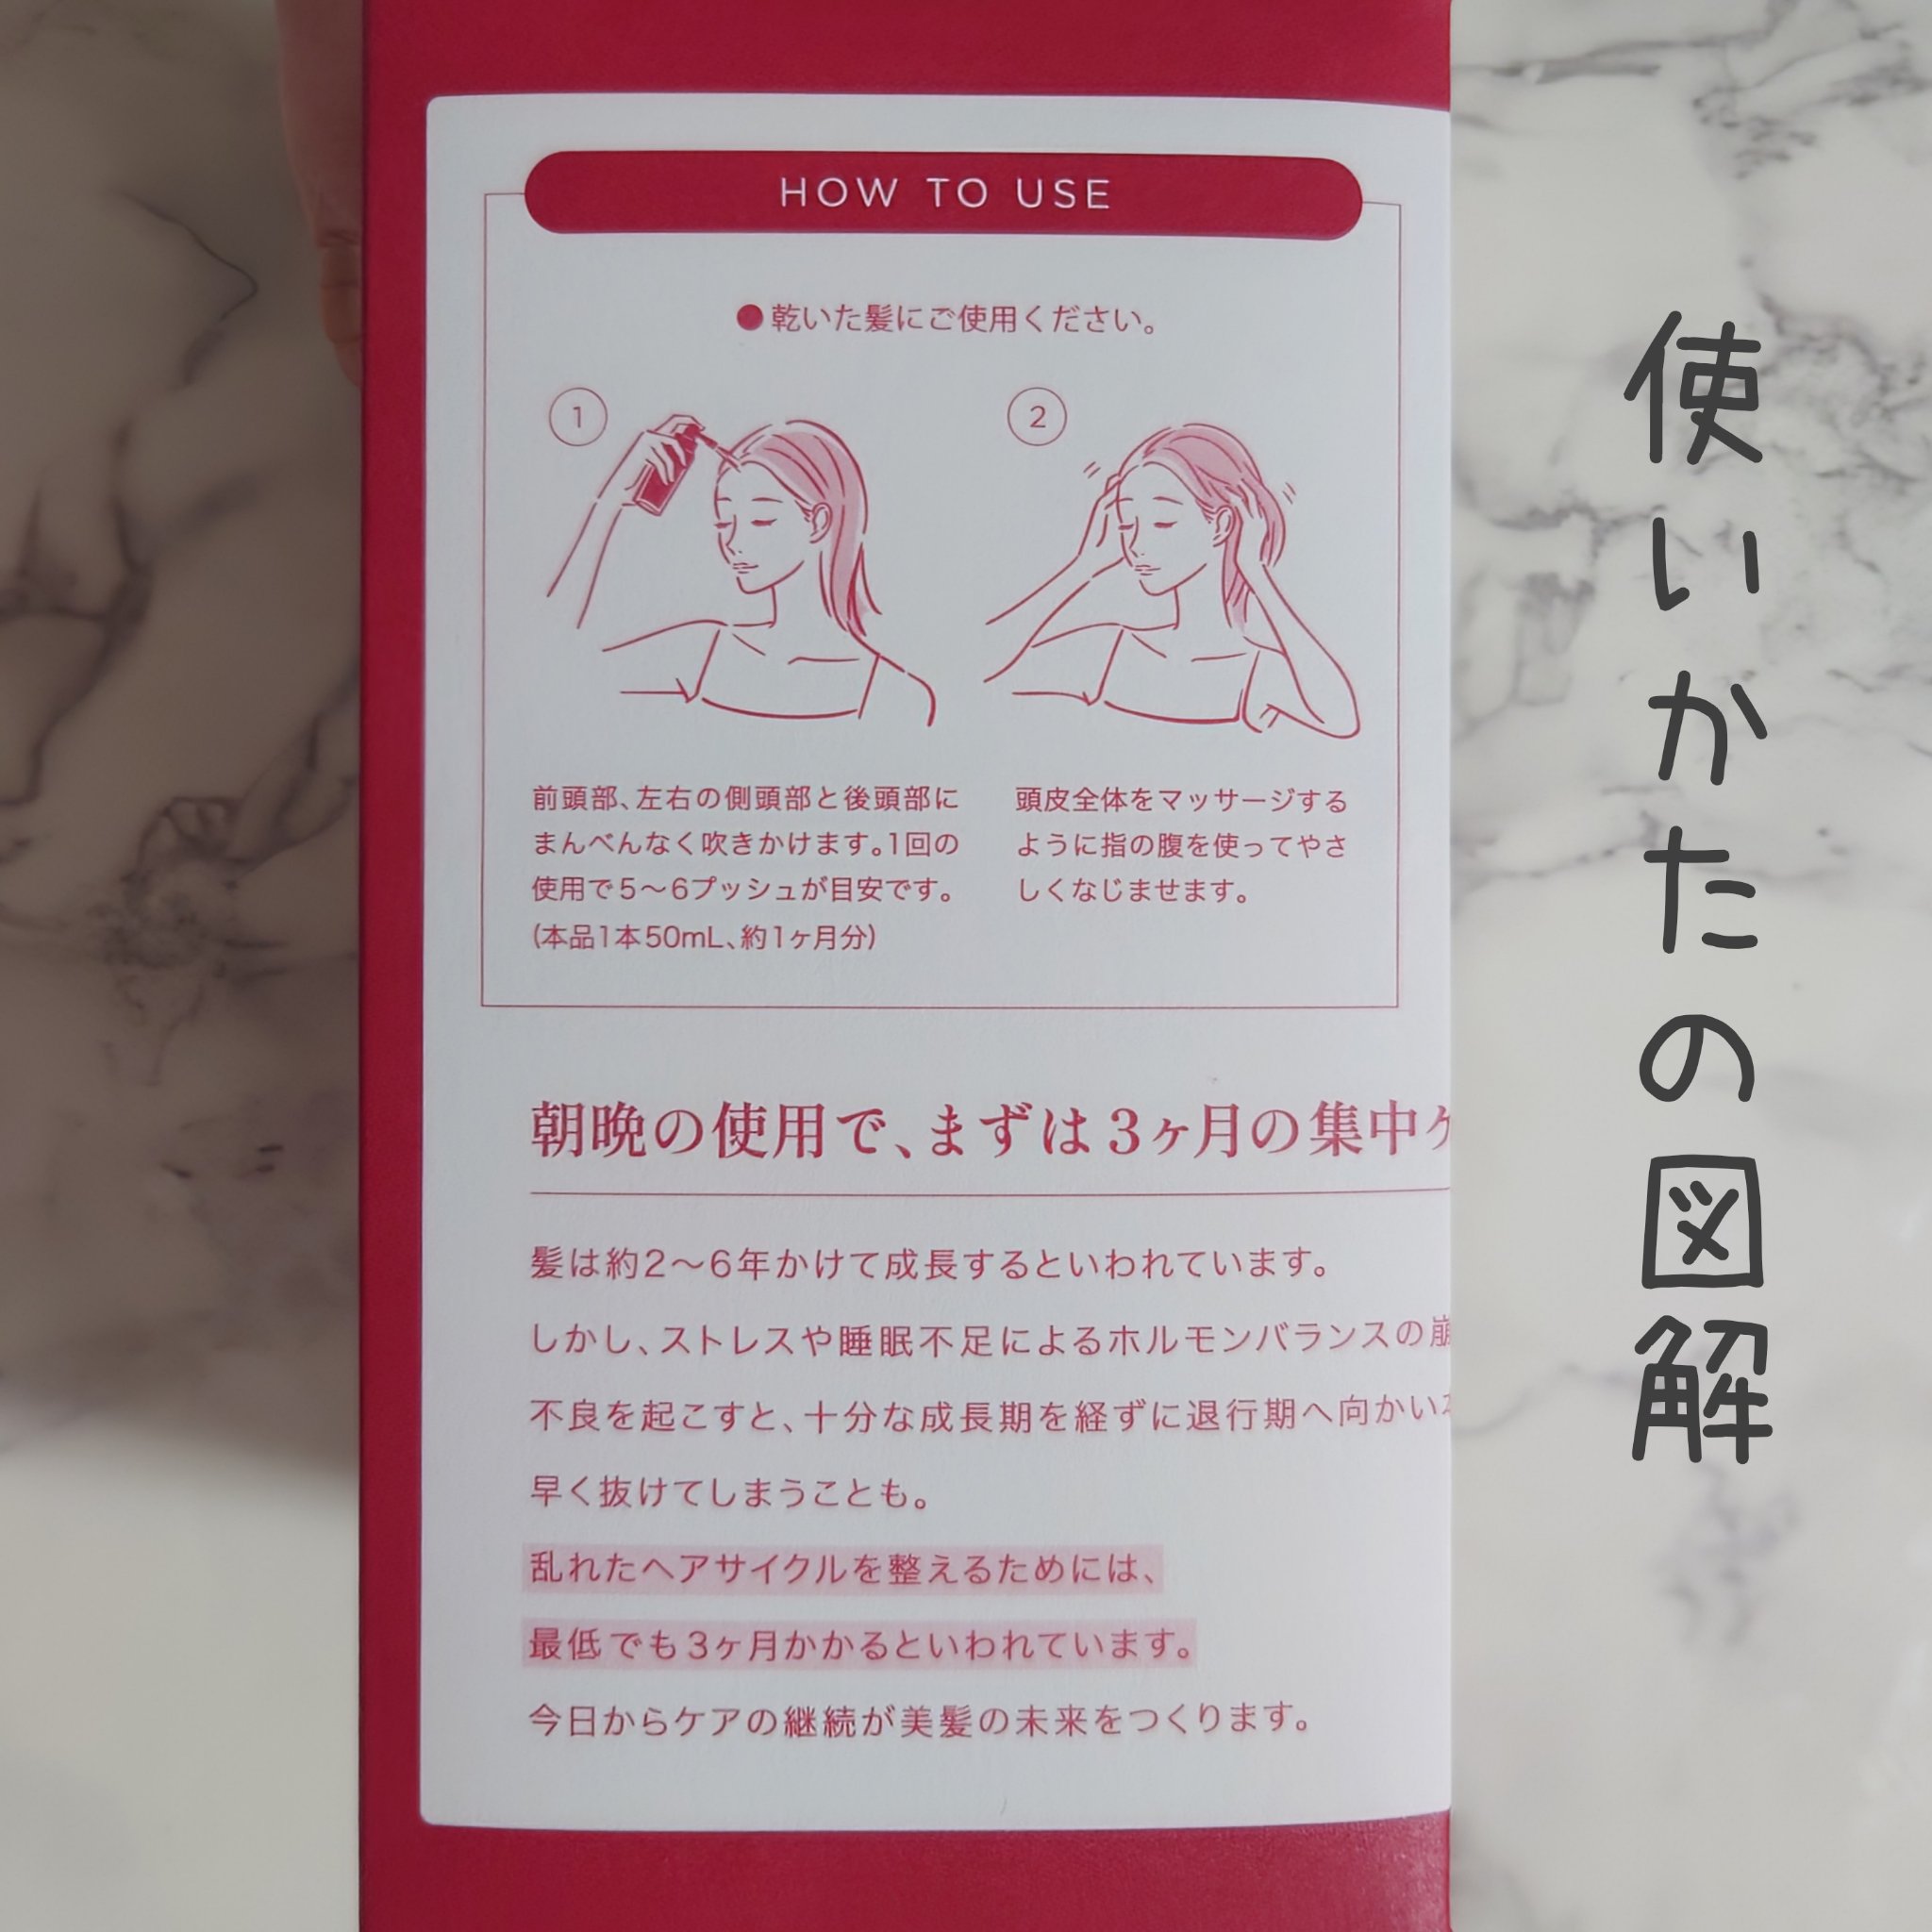 HOW TO USE
●乾いた髪にご使用ください。
1
前頭部、左右の側頭部と後頭部に
まんべんなく吹きかけます。1回の
使用で5〜6プッシュが目安です。
(本品1本50mL、約1ヶ月分)
2
頭皮全体をマッサージする
ように指の腹を使ってやさ
しくなじませます。
朝晩の使用で、まずは3ヶ月の集中ケ
髪は約2〜6年かけて成長するといわれています。
しかし、ストレスや睡眠不足によるホルモンバランスの崩
不良を起こすと、十分な成長期を経ずに退行期へ向かい
早く抜けてしまうことも。
乱れたヘアサイクルを整えるためには、
最低でも3ヶ月かかるといわれています。
今日からケアの継続が美髪の未来をつくります。
使いかたの図解